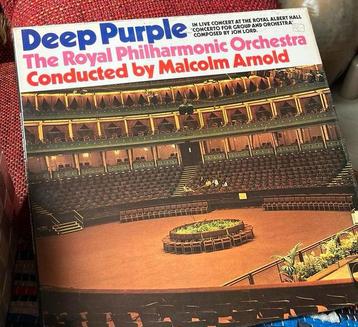 Deep Purple
IN LIVE CONCERT AT THE ROYAL ALBERT HALL
'CONCERTO FOR GROUP AND ORCHESTRA'
COMPOSED BY JON LORD.
The Royal Philharmonic Orchestra
Conducted by Malcolm Arnold